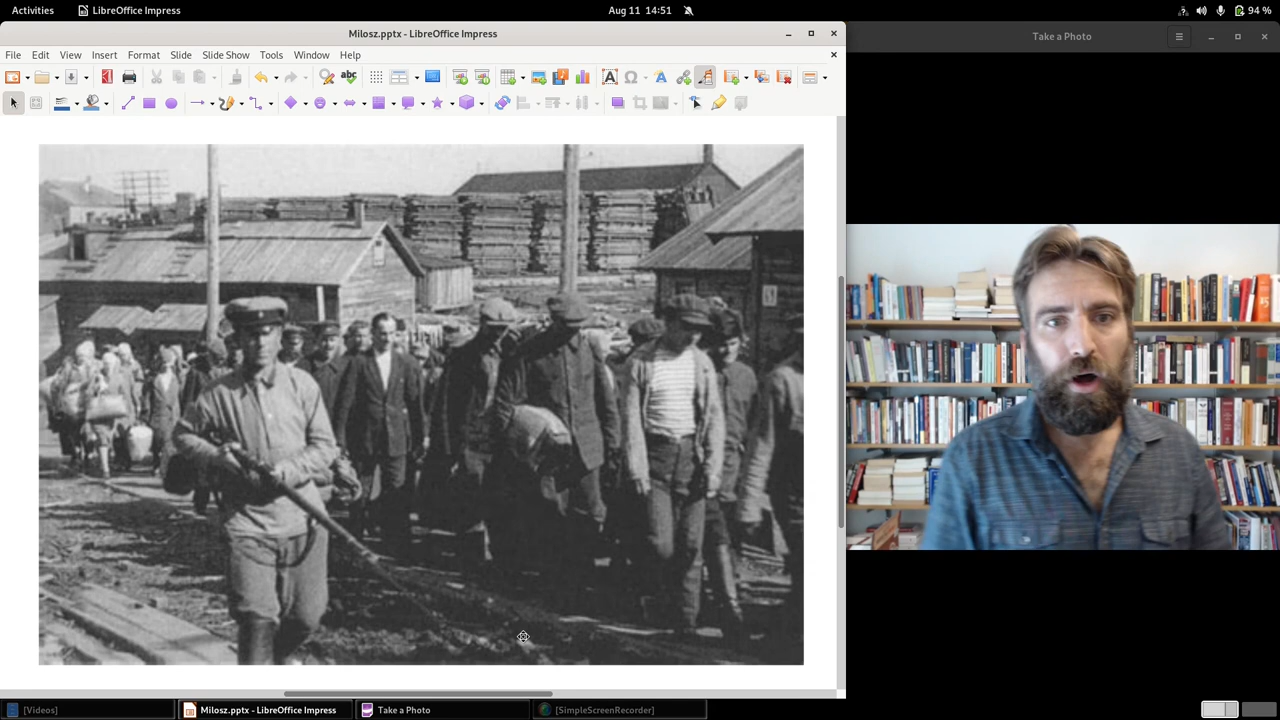 Activities LibreOffice Impress Aug 11 14:51 94 %
Milosz.pptx - LibreOffice Impress
Take a Photo
File Edit View Insert Format Slide Slide Show Tools Window Help
abc
[Videos] Milosz.pptx - LibreOffice Impress Take a Photo [SimpleScreenRecorder]